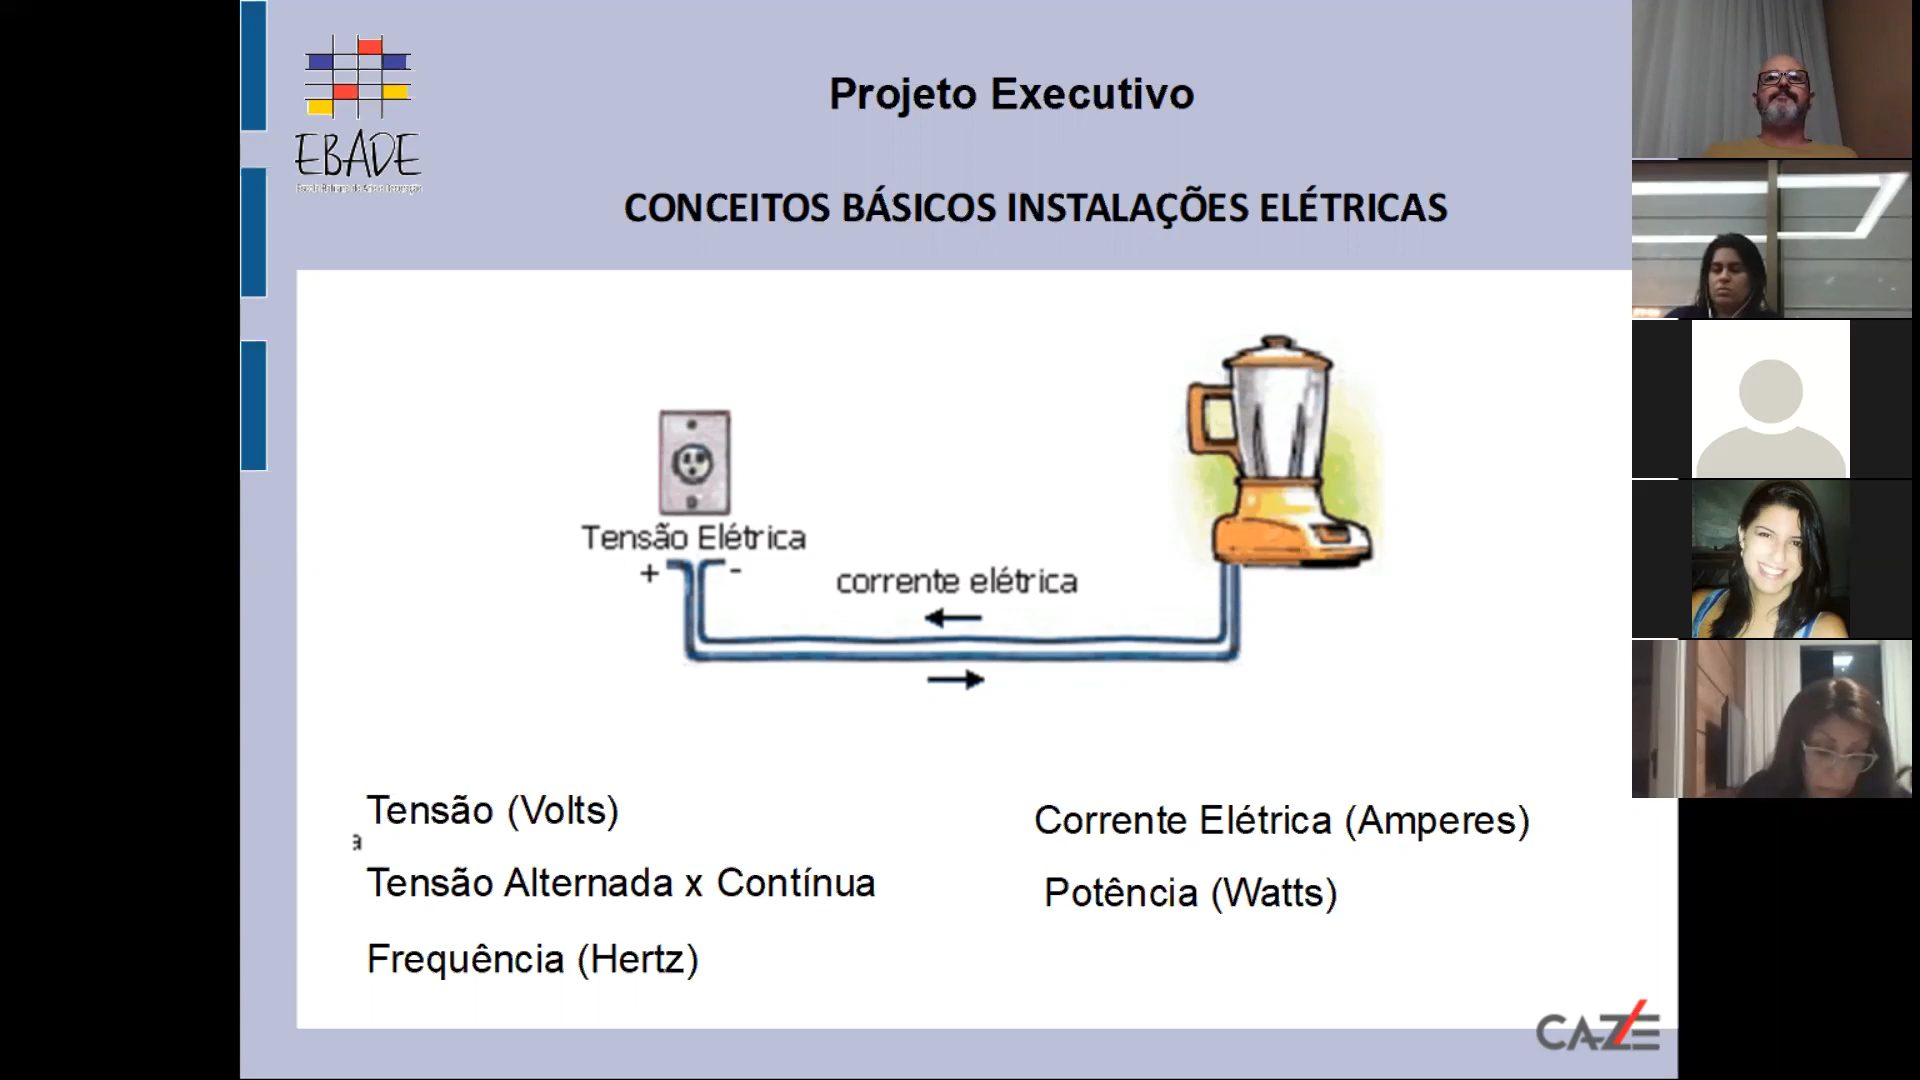 Projeto Executivo
EBADE
CONCEITOS BÁSICOS INSTALAÇÕES ELÉTRICAS
Tensão Elétrica
+ -
corrente elétrica
Tensão (Volts)
Corrente Elétrica (Amperes)
a
Tensão Alternada x Contínua
Potência (Watts)
Frequência (Hertz)
CAZE